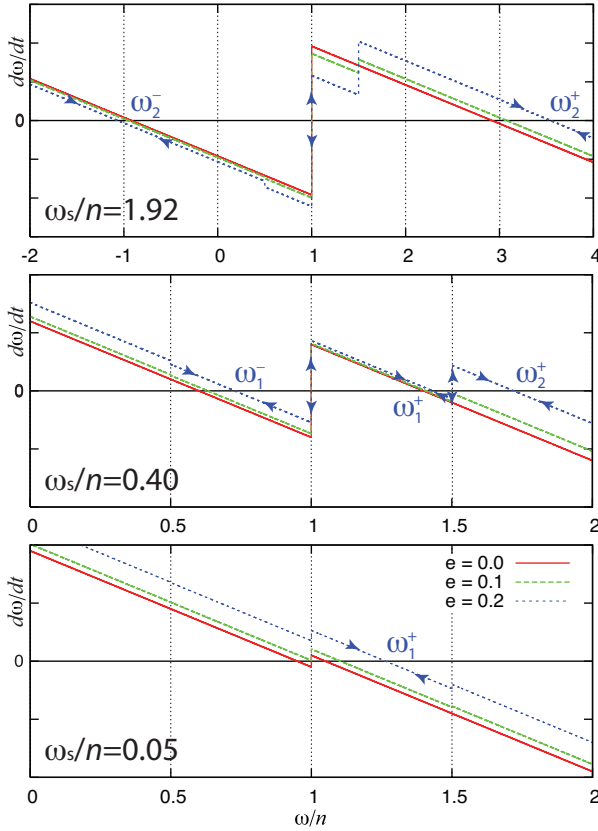 dω/dt
0
ω₂⁻
ω₂⁺
ωₛ/n=1.92
-2 -1 0 1 2 3 4
dω/dt
0
ω₁⁻
ω₁⁺
ω₂⁺
ωₛ/n=0.40
0 0.5 1 1.5 2
dω/dt
0
e = 0.0
e = 0.1
e = 0.2
ω₁⁺
ωₛ/n=0.05
0 0.5 1 1.5 2
ω/n